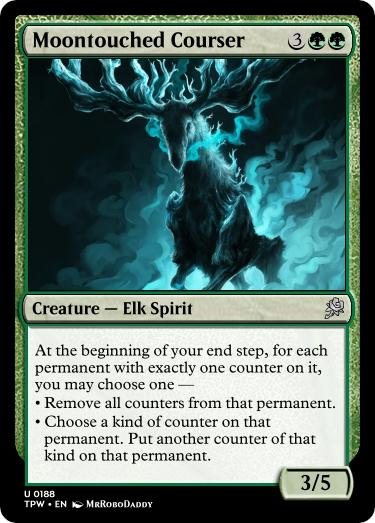 Moontouched Courser 3
Creature — Elk Spirit
At the beginning of your end step, for each
permanent with exactly one counter on it,
you may choose one —
• Remove all counters from that permanent.
• Choose a kind of counter on that
permanent. Put another counter of that
kind on that permanent.
3/5
U 0188
TPW • EN MrRoboDaddy